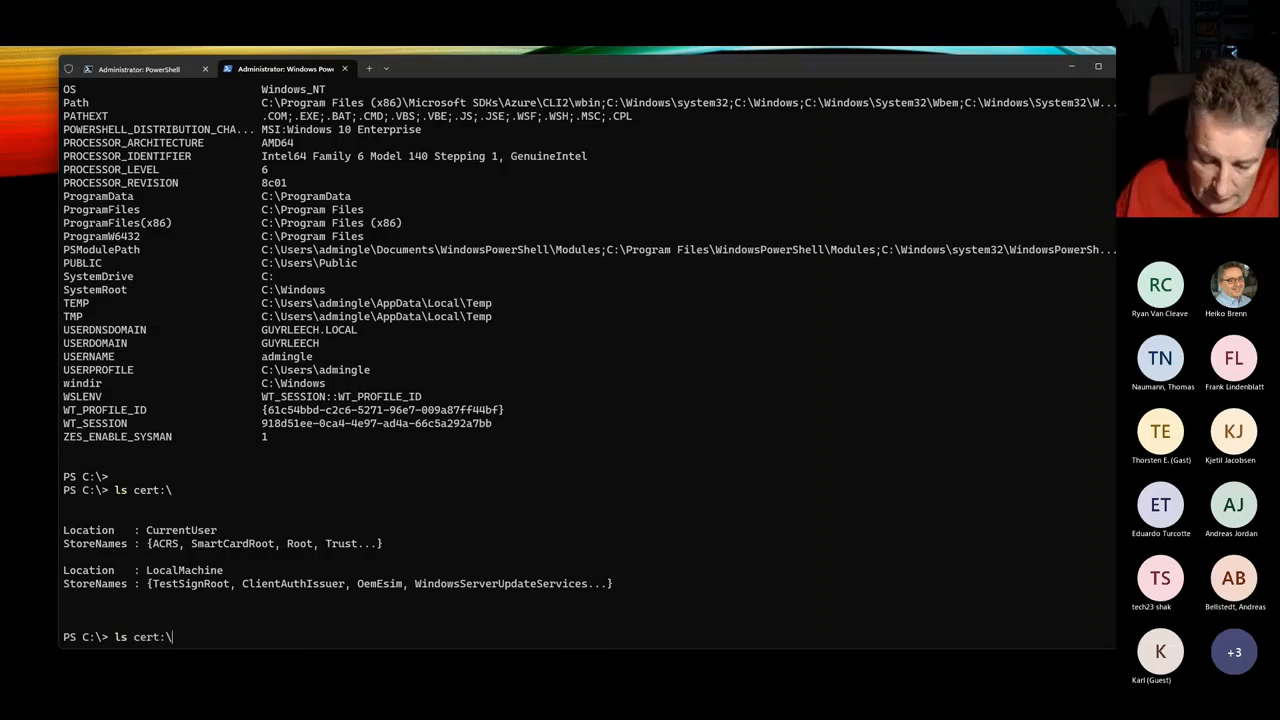 Administrator: PowerShell
Administrator: Windows Powe
OS Windows_NT
Path C:\Program Files (x86)\Microsoft SDKs\Azure\CLI2\wbin;C:\Windows\system32;C:\Windows;C:\Windows\System32\Wbem;C:\Windows\System32\W...
PATHEXT .COM;.EXE;.BAT;.CMD;.VBS;.VBE;.JS;.JSE;.WSF;.WSH;.MSC;.CPL
POWERSHELL_DISTRIBUTION_CHA... MSI:Windows 10 Enterprise
PROCESSOR_ARCHITECTURE AMD64
PROCESSOR_IDENTIFIER Intel64 Family 6 Model 140 Stepping 1, GenuineIntel
PROCESSOR_LEVEL 6
PROCESSOR_REVISION 8c01
ProgramData C:\ProgramData
ProgramFiles C:\Program Files
ProgramFiles(x86) C:\Program Files (x86)
ProgramW6432 C:\Program Files
PSModulePath C:\Users\admingle\Documents\WindowsPowerShell\Modules;C:\Program Files\WindowsPowerShell\Modules;C:\Windows\system32\WindowsPowerSh...
PUBLIC C:\Users\Public
SystemDrive C:
SystemRoot C:\Windows
TEMP C:\Users\admingle\AppData\Local\Temp
TMP C:\Users\admingle\AppData\Local\Temp
USERDNSDOMAIN GUYRLEECH.LOCAL
USERDOMAIN GUYRLEECH
USERNAME admingle
USERPROFILE C:\Users\admingle
windir C:\Windows
WSLENV WT_SESSION::WT_PROFILE_ID
WT_PROFILE_ID {61c54bbd-c2c6-5271-96e7-009a87ff44bf}
WT_SESSION 918d51ee-0ca4-4e97-ad4a-66c5a292a7bb
ZES_ENABLE_SYSMAN 1
PS C:\>
PS C:\> ls cert:\
Location : CurrentUser
StoreNames : {ACRS, SmartCardRoot, Root, Trust...}
Location : LocalMachine
StoreNames : {TestSignRoot, ClientAuthIssuer, OemEsim, WindowsServerUpdateServices...}
PS C:\> ls cert:\
RC
Ryan Van Cleave
Heiko Brenn
TN
Naumann, Thomas
FL
Frank Lindenblatt
TE
Thorsten E. (Gast)
KJ
Kjetil Jacobsen
ET
Eduardo Turcotte
AJ
Andreas Jordan
TS
tech23 shak
AB
Bellstedt, Andreas
K
Karl (Guest)
+3